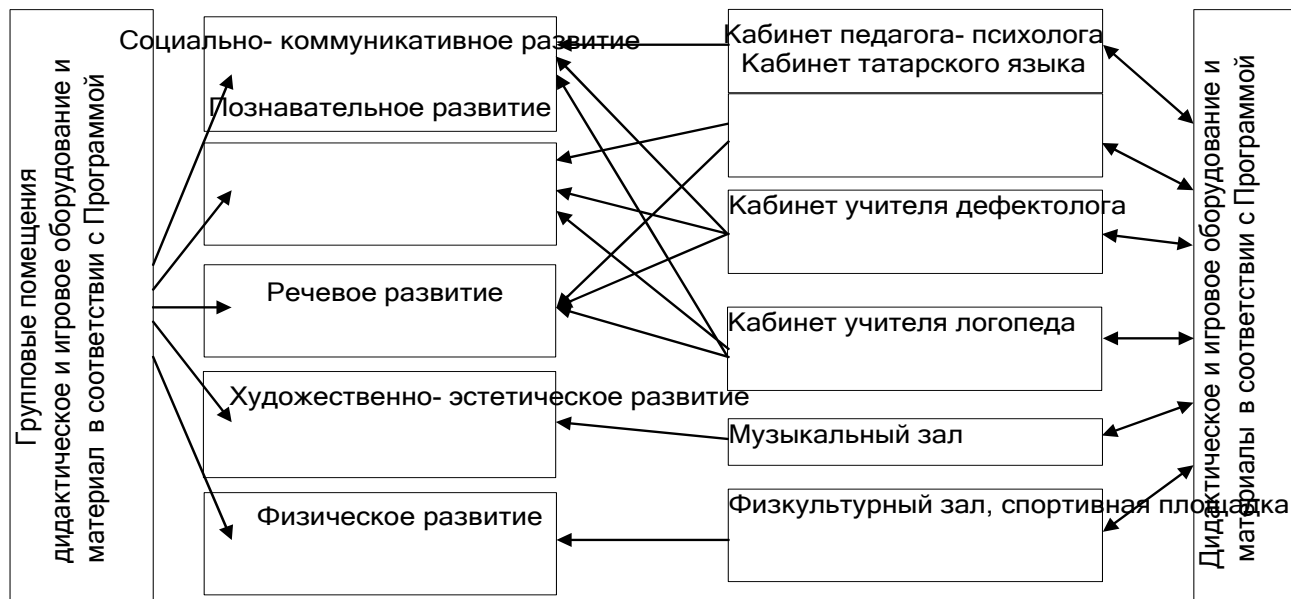 Групповые помещения
дидактическое и игровое оборудование и
материал в соответствии с Программой
Социально- коммуникативное развитие
Познавательное развитие
Речевое развитие
Художественно- эстетическое развитие
Физическое развитие
Кабинет педагога- психолога
Кабинет татарского языка
Кабинет учителя дефектолога
Кабинет учителя логопеда
Музыкальный зал
Физкультурный зал, спортивная площадка
Дидактическое и игровое оборудование и
материалы в соответствии с Программой